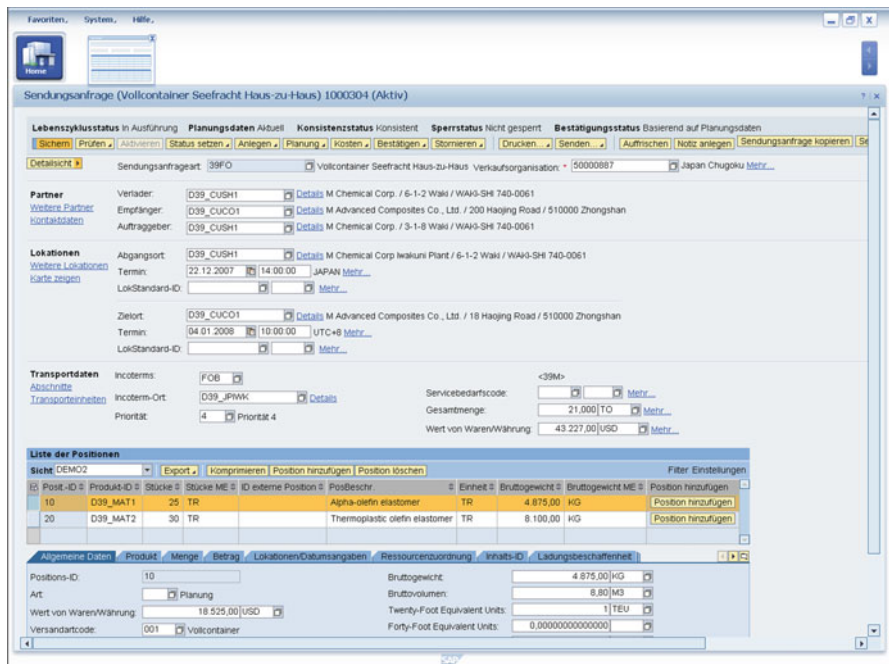 Favoriten System Hilfe
Home
Sendungsanfrage (Vollcontainer Seefracht Haus-zu-Haus) 1000304 (Aktiv)
Lebenszyklusstatus In Ausführung Planungsdaten Aktuell Konsistenzstatus Konsistent Sperrstatus Nicht gesperrt Bestätigungsstatus Basierend auf Planungsdaten
Sichern Prüfen Aktivieren Status setzen Anlegen Planung Kosten Bestätigen Stornieren Drucken... Senden... Auffrischen Notiz anlegen Sendungsanfrage kopieren Se
Detailsicht Sendungsanfrageart: 39FO Vollcontainer Seefracht Haus-zu-Haus Verkaufsorganisation: * 50000887 Japan Chugoku Mehr...
Partner Verlader: D39_CUSH1 Details M Chemical Corp. / 6-1-2 Waki / WAKI-SHI 740-0061
Weitere Partner Empfänger: D39_CUCO1 Details M Advanced Composites Co., Ltd. / 200 Haojing Road / 510000 Zhongshan
Kontaktdaten Auftraggeber: D39_CUSH1 Details M Chemical Corp. / 3-1-8 Waki / WAKI-SHI 740-0061
Lokationen Abgangsort: D39_CUSH1 Details M Chemical Corp Iwakuni Plant / 6-1-2 Waki / WAKI-SHI 740-0061
Weitere Lokationen Termin: 22.12.2007 14:00:00 JAPAN Mehr...
Karte zeigen LokStandard-ID: Mehr...
Zielort: D39_CUCO1 Details M Advanced Composites Co., Ltd. / 18 Haojing Road / 510000 Zhongshan
Termin: 04.01.2008 10:00:00 UTC+8 Mehr...
LokStandard-ID: Mehr...
Transportdaten Incoterms: FOB <39M>
Abschnitte Incoterm-Ort: D39_JPIWK Details Servicebedarfscode: Mehr...
Transporteinheiten Gesamtmenge: 21,000 TO Mehr...
Priorität: 4 Priorität 4
Wert von Waren/Währung: 43.227,00 USD Mehr...
Liste der Positionen
Sicht DEMO2 Export Komprimieren Position hinzufügen Position löschen Filter Einstellungen
Posit.-ID Produkt-ID Stücke Stücke ME ID externe Position PosBeschr. Einheit Bruttogewicht Bruttogewicht ME Position hinzufügen
10 D39_MAT1 25 TR Alpha-olefin elastomer TR 4.875,00 KG Position hinzufügen
20 D39_MAT2 30 TR Thermoplastic olefin elastomer TR 8.100,00 KG Position hinzufügen
Allgemeine Daten Produkt Menge Betrag Lokationen/Datumsangaben Ressourcenzuordnung Inhalts-ID Ladungsbeschaffenheit
Positions-ID: 10 Bruttogewicht: 4.875,00 KG
Art: Planung Bruttovolumen: 8,80 M3
Wert von Waren/Währung: 18.525,00 USD Twenty-Foot Equivalent Units: 1 TEU
Versandartcode: 001 Vollcontainer Forty-Foot Equivalent Units: 0,00000000000000